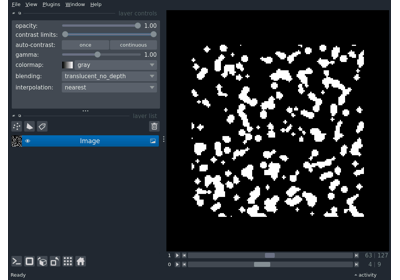 File View Plugins Window Help
layer controls
opacity: 1.00
contrast limits:
auto-contrast: once continuous
gamma: 1.00
colormap: gray
blending: translucent_no_depth
interpolation: nearest
layer list
Image
1 63 / 127
0 4 / 9
Ready activity